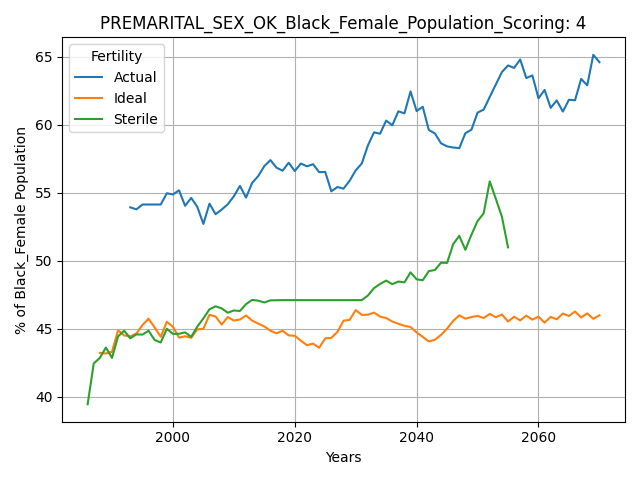 PREMARITAL_SEX_OK_Black_Female_Population_Scoring: 4
Fertility
Actual
Ideal
Sterile
% of Black_Female Population
65
60
55
50
45
40
2000
2020
2040
2060
Years